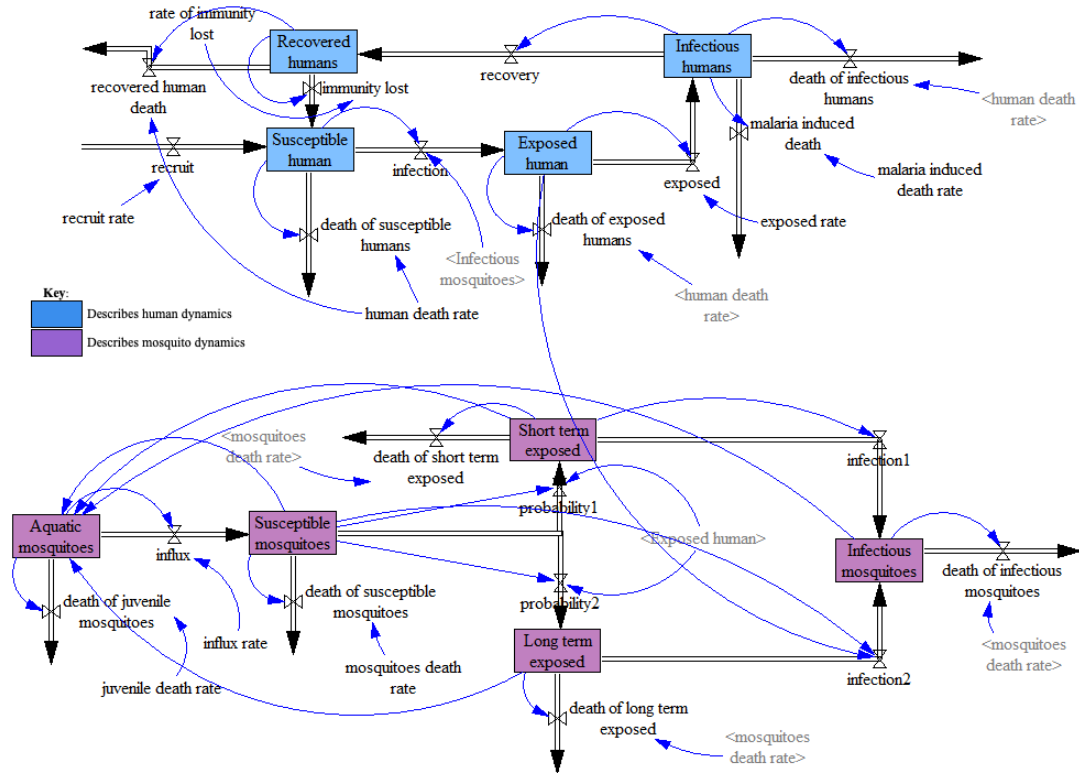 rate of immunity
lost
Recovered
humans
Infectious
humans
recovery
recovered human
death
immunity lost
death of infectious
humans
<human death
rate>
Susceptible
human
Exposed
human
malaria induced
death
recruit
infection
exposed
malaria induced
death rate
recruit rate
death of susceptible
humans
<Infectious
mosquitoes>
death of exposed
humans
exposed rate
<human death
rate>
Key:
Describes human dynamics
Describes mosquito dynamics
human death rate
<mosquitoes
death rate>
death of short term
exposed
Short term
exposed
infection1
probability1
Aquatic
mosquitoes
influx
Susceptible
mosquitoes
<Exposed human>
Infectious
mosquitoes
death of infectious
mosquitoes
death of juvenile
mosquitoes
influx rate
death of susceptible
mosquitoes
probability2
<mosquitoes
death rate>
juvenile death rate
mosquitoes death
rate
Long term
exposed
infection2
death of long term
exposed
<mosquitoes
death rate>